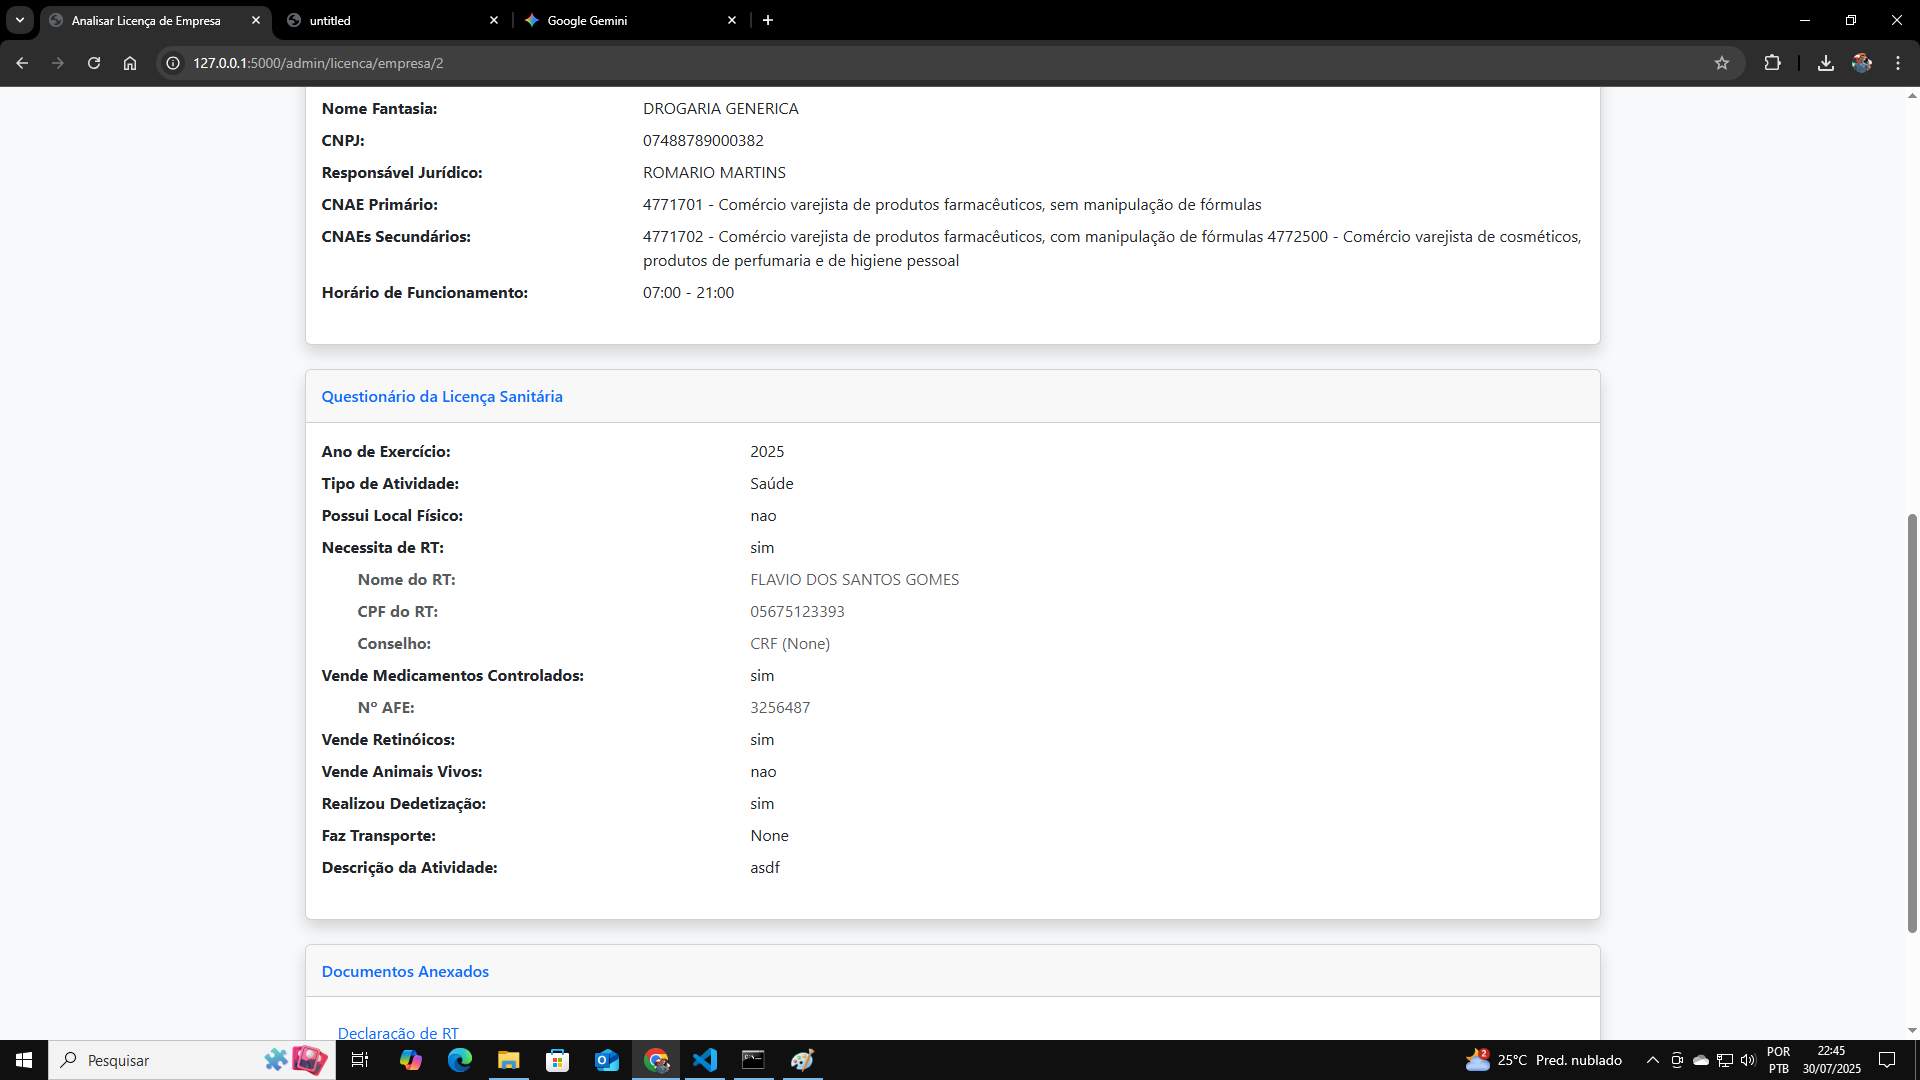 Analisar Licença de Empresa
untitled
Google Gemini
127.0.0.1:5000/admin/licenca/empresa/2
Nome Fantasia: DROGARIA GENERICA
CNPJ: 07488789000382
Responsável Jurídico: ROMARIO MARTINS
CNAE Primário: 4771701 - Comércio varejista de produtos farmacêuticos, sem manipulação de fórmulas
CNAEs Secundários: 4771702 - Comércio varejista de produtos farmacêuticos, com manipulação de fórmulas 4772500 - Comércio varejista de cosméticos,
produtos de perfumaria e de higiene pessoal
Horário de Funcionamento: 07:00 - 21:00
Questionário da Licença Sanitária
Ano de Exercício: 2025
Tipo de Atividade: Saúde
Possui Local Físico: nao
Necessita de RT: sim
Nome do RT: FLAVIO DOS SANTOS GOMES
CPF do RT: 05675123393
Conselho: CRF (None)
Vende Medicamentos Controlados: sim
Nº AFE: 3256487
Vende Retinóicos: sim
Vende Animais Vivos: nao
Realizou Dedetização: sim
Faz Transporte: None
Descrição da Atividade: asdf
Documentos Anexados
Declaração de RT
Pesquisar
2
25°C Pred. nublado
POR
PTB
22:45
30/07/2025